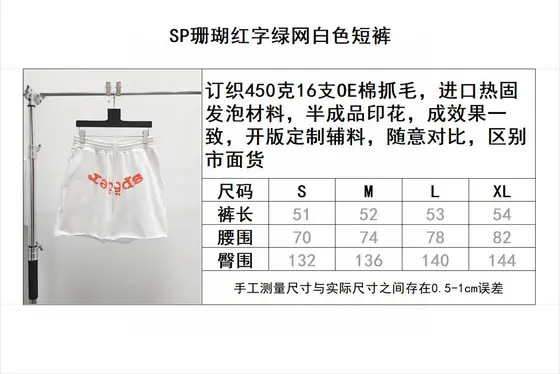 SP珊瑚红字绿网白色短裤
订织450克16支OE棉抓毛，进口热固
发泡材料，半成品印花，成效果一
致，开版定制辅料，随意对比，区别
市面货
尺码 S M L XL
裤长 51 52 53 54
腰围 70 74 78 82
臀围 132 136 140 144
手工测量尺寸与实际尺寸之间存在0.5-1cm误差